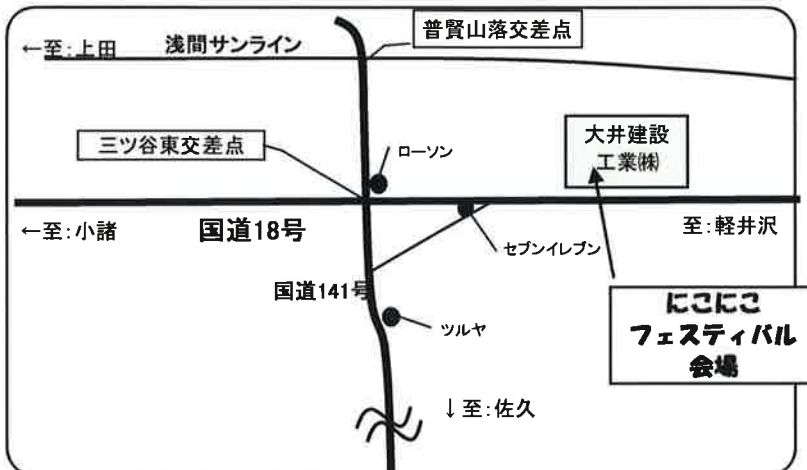 普賢山落交差点
←至:上田
浅間サンライン
三ツ谷東交差点
ローソン
大井建設
工業㈱
←至:小諸
国道18号
セブンイレブン
至:軽井沢
国道141号
ツルヤ
にこにこ
フェスティバル
会場
↓至:佐久